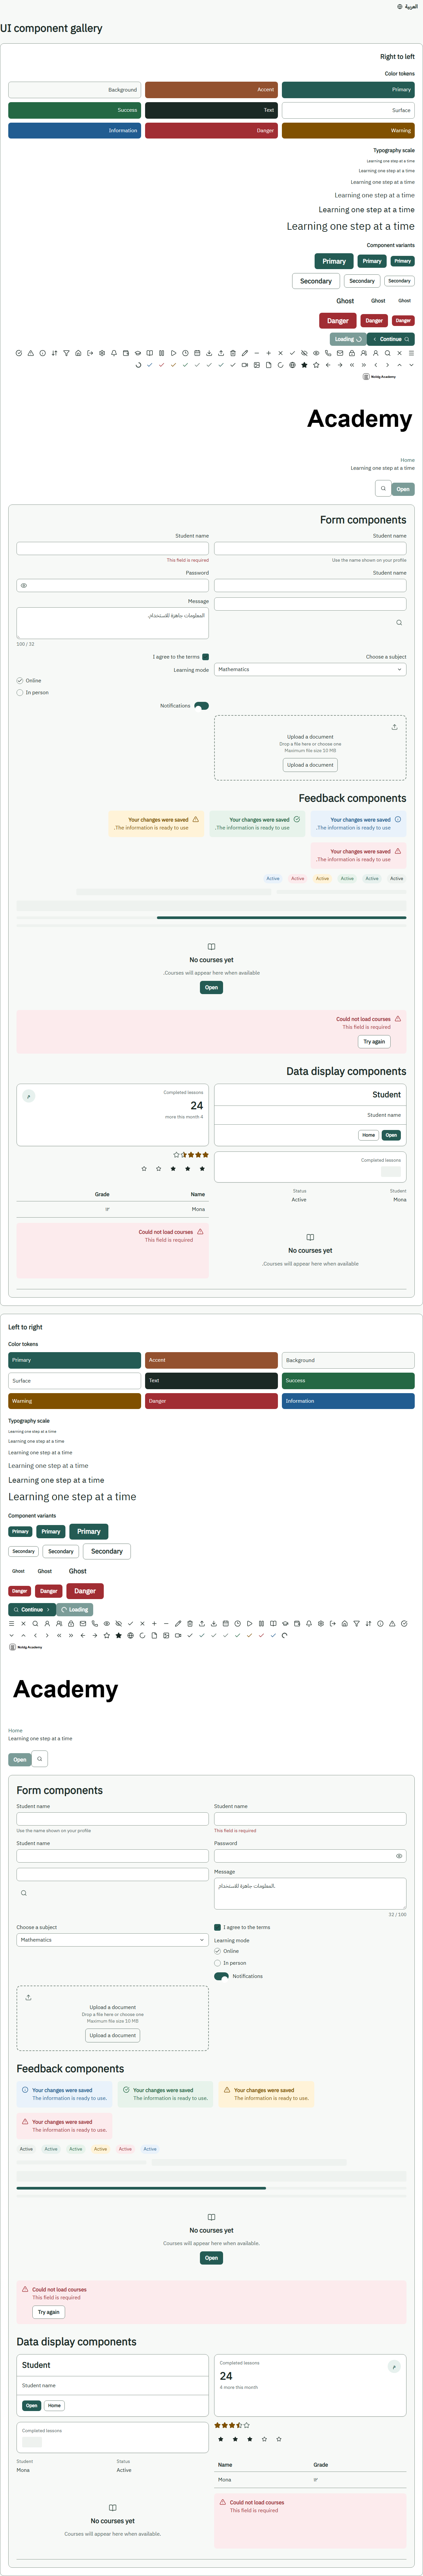 العربية
UI component gallery
Right to left
Color tokens
Primary
Accent
Background
Surface
Text
Success
Warning
Danger
Information
Typography scale
Learning one step at a time
Learning one step at a time
Learning one step at a time
Learning one step at a time
Learning one step at a time
Learning one step at a time
Component variants
Primary Primary Primary
Secondary Secondary Secondary
Ghost Ghost Ghost
Danger Danger Danger
Continue Loading
Nokig Academy
Academy
Home
Learning one step at a time
Open
Form components
Student name
Use the name shown on your profile
Student name
This field is required
Student name
Password
Message
المعلومات جاهزة للاستخدام.
100 / 32
Choose a subject
Mathematics
I agree to the terms
Learning mode
Online
In person
Notifications
Upload a document
Drop a file here or choose one
Maximum file size 10 MB
Upload a document
Feedback components
Your changes were saved
.The information is ready to use
Your changes were saved
.The information is ready to use
Your changes were saved
.The information is ready to use
Your changes were saved
.The information is ready to use
Active Active Active Active Active Active
No courses yet
.Courses will appear here when available
Open
Could not load courses
This field is required
Try again
Data display components
Student
Student name
Open Home
Completed lessons
24
more this month 4
Completed lessons
Student
Mona
Status
Active
Name Grade
Mona ٩٣
No courses yet
.Courses will appear here when available
Could not load courses
This field is required
Left to right
Color tokens
Primary
Accent
Background
Surface
Text
Success
Warning
Danger
Information
Typography scale
Learning one step at a time
Learning one step at a time
Learning one step at a time
Learning one step at a time
Learning one step at a time
Learning one step at a time
Component variants
Primary Primary Primary
Secondary Secondary Secondary
Ghost Ghost Ghost
Danger Danger Danger
Continue Loading
Academy
Academy
Home
Learning one step at a time
Open
Form components
Student name
Use the name shown on your profile
Student name
This field is required
Student name
Password
Message
المعلومات جاهزة للاستخدام.
32 / 100
Choose a subject
Mathematics
I agree to the terms
Learning mode
Online
In person
Notifications
Upload a document
Drop a file here or choose one
Maximum file size 10 MB
Upload a document
Feedback components
Your changes were saved
The information is ready to use.
Your changes were saved
The information is ready to use.
Your changes were saved
The information is ready to use.
Your changes were saved
The information is ready to use.
Active Active Active Active Active Active
No courses yet
Courses will appear here when available.
Open
Could not load courses
This field is required
Try again
Data display components
Student
Student name
Open Home
Completed lessons
24
4 more this month
م
Completed lessons
Student
Mona
Status
Active
Name Grade
Mona
No courses yet
Courses will appear here when available.
Could not load courses
This field is required